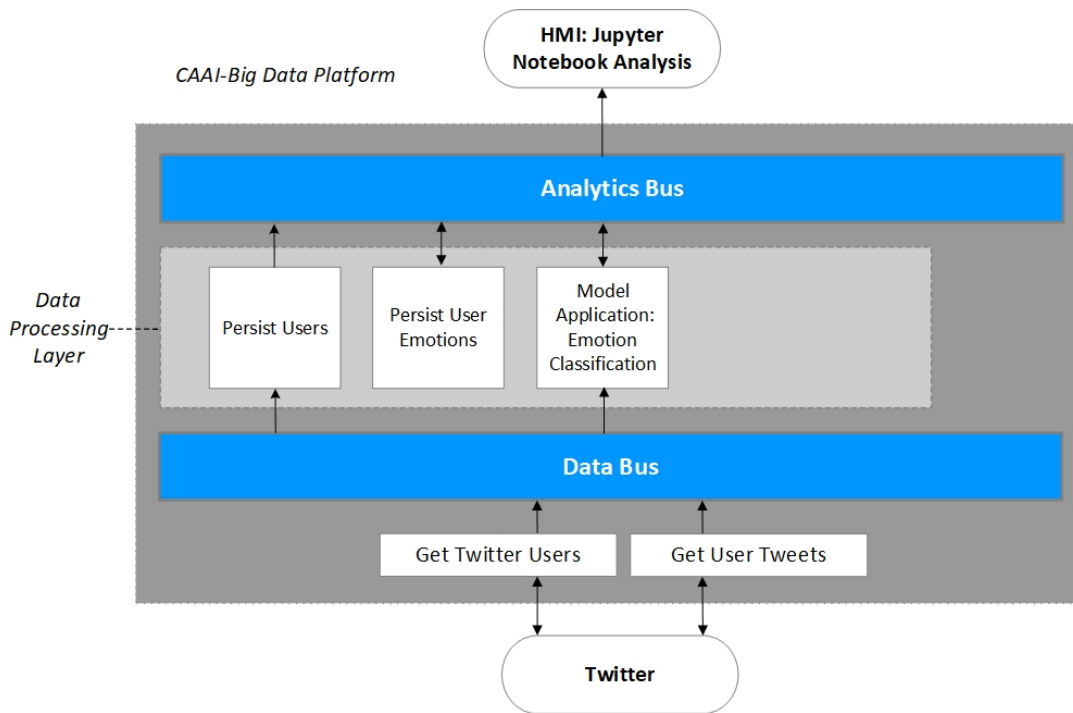 HMI: Jupyter
Notebook Analysis
CAAI-Big Data Platform
Analytics Bus
Data
Processing
Layer
Persist Users
Persist User
Emotions
Model
Application:
Emotion
Classification
Data Bus
Get Twitter Users
Get User Tweets
Twitter